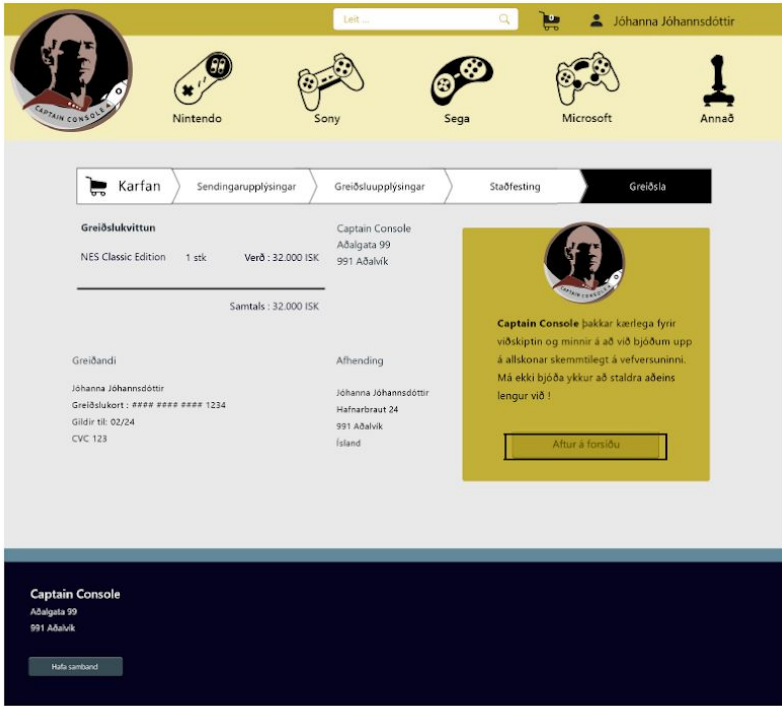 Leit ...
0
Jóhanna Jóhannsdóttir
CAPTAIN CONSOLE
Nintendo
Sony
Sega
Microsoft
Annað
Karfan
Sendingarupplýsingar
Greiðsluupplýsingar
Staðfesting
Greiðsla
Greiðslukvittun
NES Classic Edition 1 stk Verð : 32.000 ISK
Samtals : 32.000 ISK
Captain Console
Aðalgata 99
991 Aðalvík
Greiðandi
Jóhanna Jóhannsdóttir
Greiðslukort : #### #### #### 1234
Gildir til: 02/24
CVC 123
Afhending
Jóhanna Jóhannsdóttir
Hafnarbraut 24
991 Aðalvík
Ísland
CAPTAIN CONSOLE
Captain Console þakkar kærlega fyrir
viðskiptin og minnir á að við bjóðum upp
á allskonar skemmtilegt á vefversuninni.
Má ekki bjóða ykkur að staldra aðeins
lengur við !
Aftur á forsíðu
Captain Console
Aðalgata 99
991 Aðalvík
Hafa samband